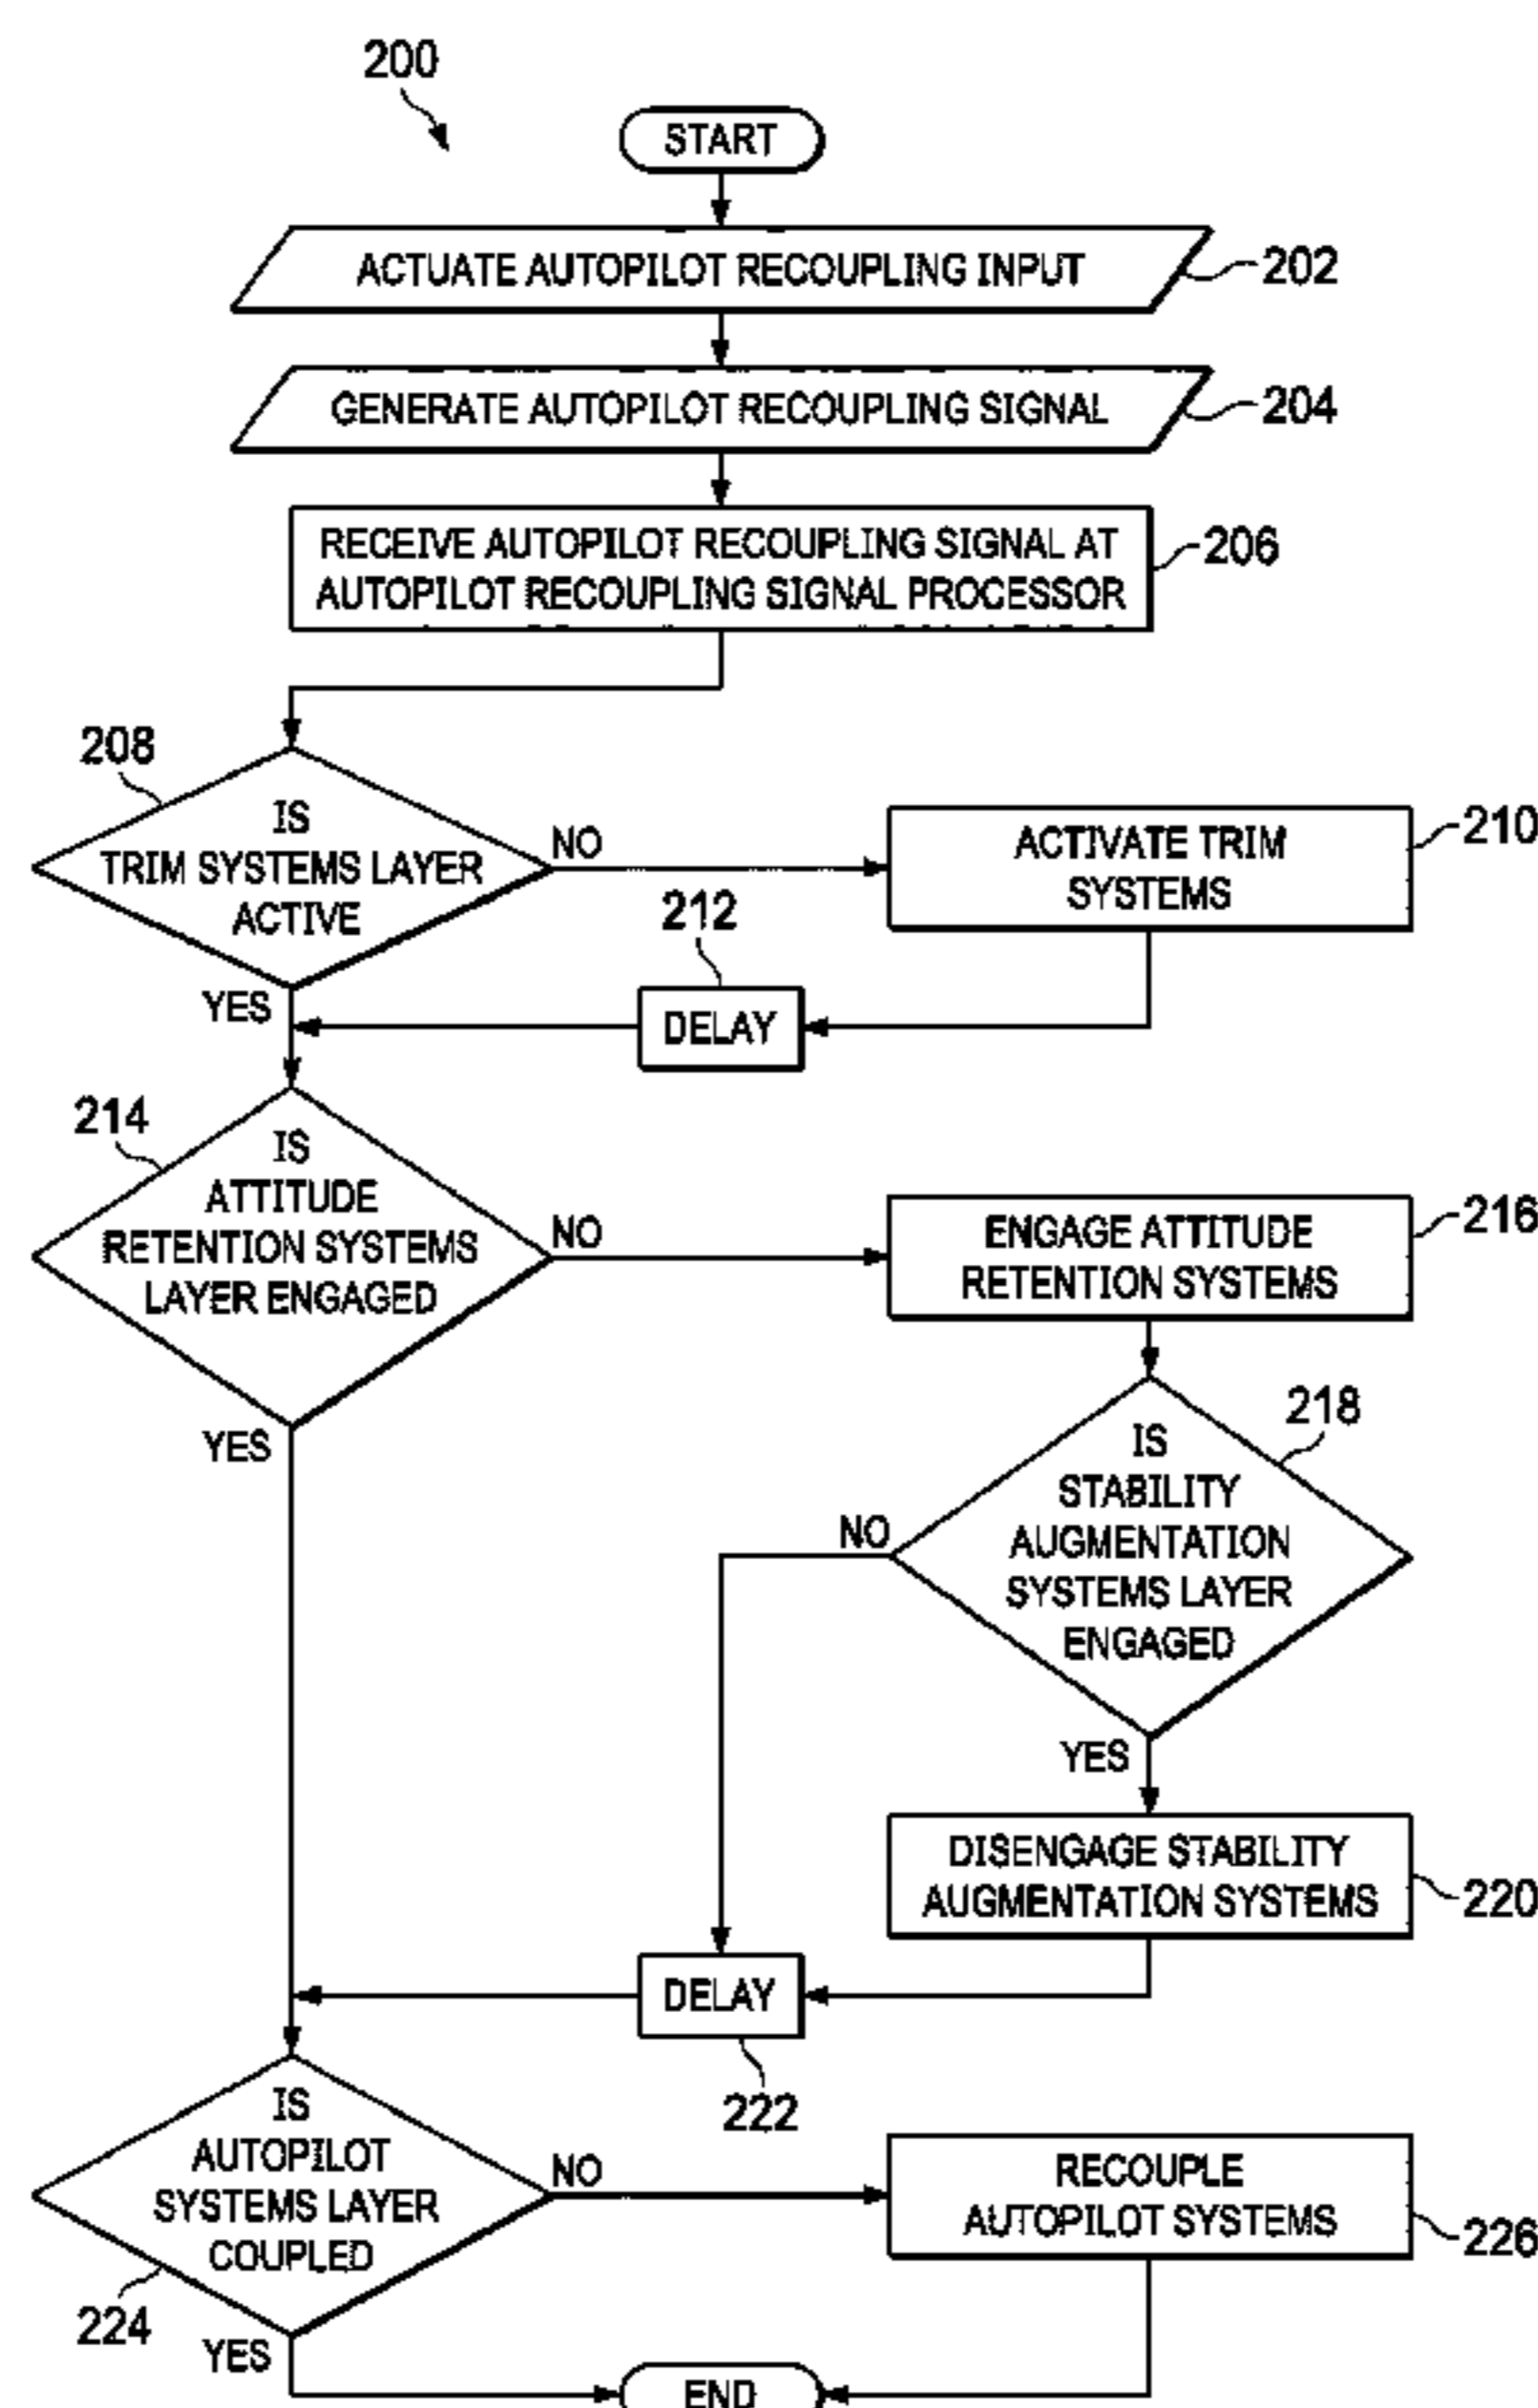 200
START
ACTUATE AUTOPILOT RECOUPLING INPUT
202
GENERATE AUTOPILOT RECOUPLING SIGNAL
204
RECEIVE AUTOPILOT RECOUPLING SIGNAL AT
AUTOPILOT RECOUPLING SIGNAL PROCESSOR
206
208
IS
TRIM SYSTEMS LAYER
ACTIVE
NO
YES
ACTIVATE TRIM
SYSTEMS
210
212
DELAY
214
IS
ATTITUDE
RETENTION SYSTEMS
LAYER ENGAGED
NO
YES
ENGAGE ATTITUDE
RETENTION SYSTEMS
216
218
IS
STABILITY
AUGMENTATION
SYSTEMS LAYER
ENGAGED
NO
YES
DISENGAGE STABILITY
AUGMENTATION SYSTEMS
220
DELAY
222
IS
AUTOPILOT
SYSTEMS LAYER
COUPLED
224
NO
YES
RECOUPLE
AUTOPILOT SYSTEMS
226
END